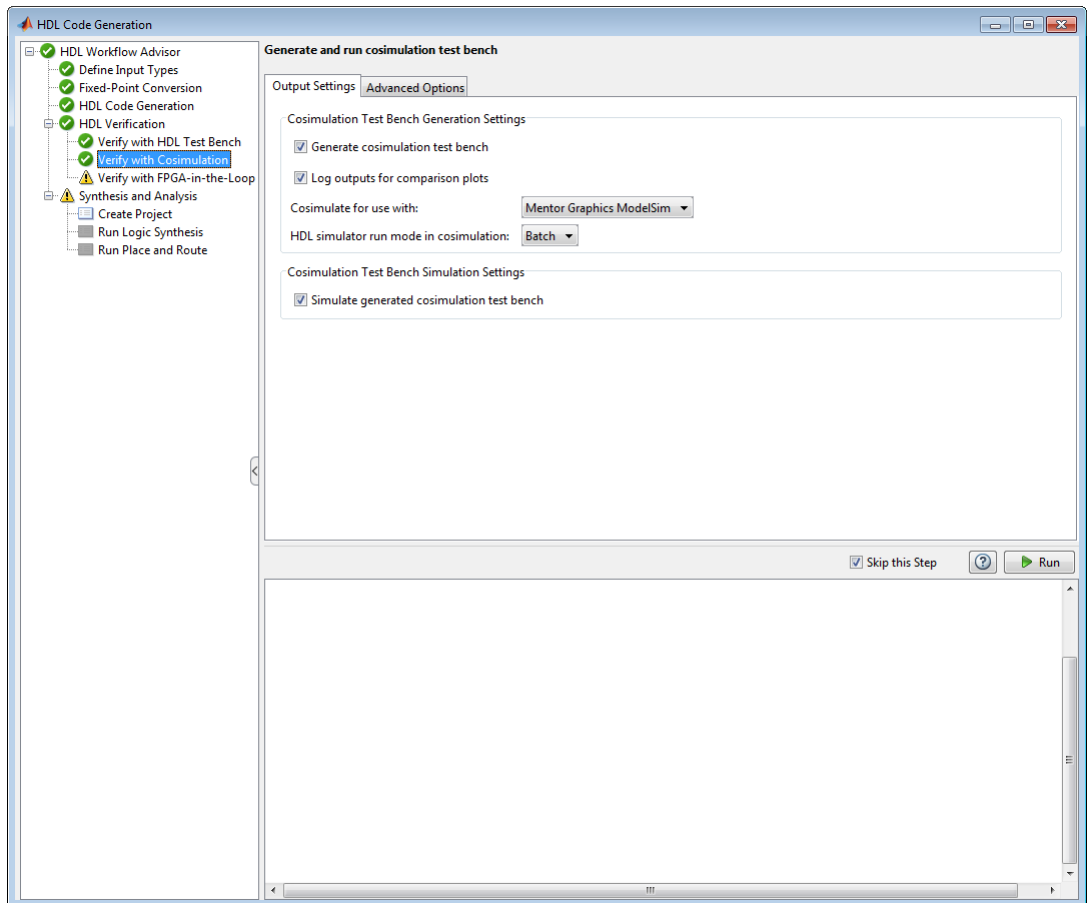 HDL Code Generation
HDL Workflow Advisor
Define Input Types
Fixed-Point Conversion
HDL Code Generation
HDL Verification
Verify with HDL Test Bench
Verify with Cosimulation
Verify with FPGA-in-the-Loop
Synthesis and Analysis
Create Project
Run Logic Synthesis
Run Place and Route
Generate and run cosimulation test bench
Output Settings Advanced Options
Cosimulation Test Bench Generation Settings
Generate cosimulation test bench
Log outputs for comparison plots
Cosimulate for use with: Mentor Graphics ModelSim
HDL simulator run mode in cosimulation: Batch
Cosimulation Test Bench Simulation Settings
Simulate generated cosimulation test bench
Skip this Step ? Run